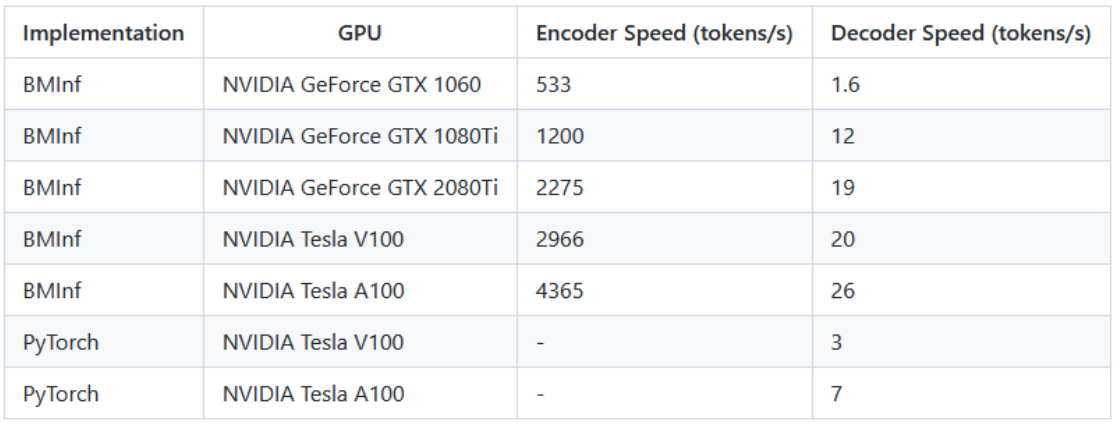 Implementation GPU Encoder Speed (tokens/s) Decoder Speed (tokens/s)
BMInf NVIDIA GeForce GTX 1060 533 1.6
BMInf NVIDIA GeForce GTX 1080Ti 1200 12
BMInf NVIDIA GeForce GTX 2080Ti 2275 19
BMInf NVIDIA Tesla V100 2966 20
BMInf NVIDIA Tesla A100 4365 26
PyTorch NVIDIA Tesla V100 - 3
PyTorch NVIDIA Tesla A100 - 7